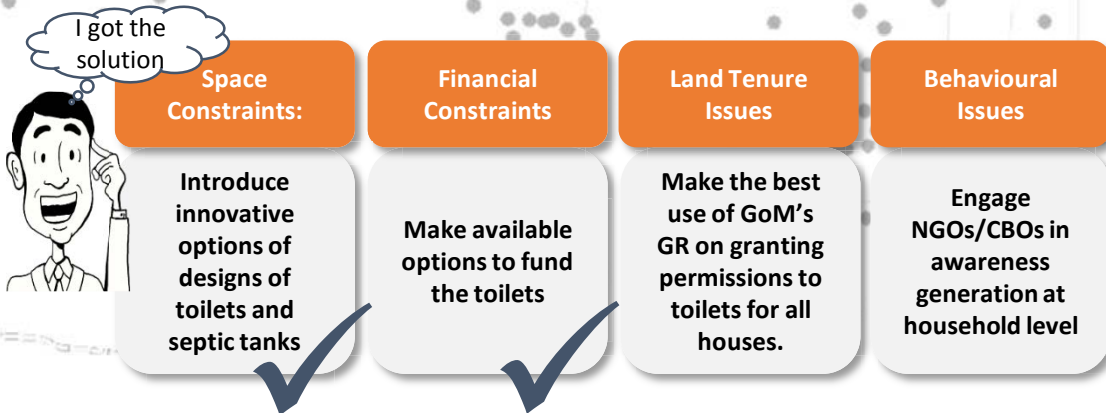 I got the
solution
Space
Constraints:
Introduce
innovative
options of
designs of
toilets and
septic tanks
Financial
Constraints
Make available
options to fund
the toilets
Land Tenure
Issues
Make the best
use of GoM’s
GR on granting
permissions to
toilets for all
houses.
Behavioural
Issues
Engage
NGOs/CBOs in
awareness
generation at
household level